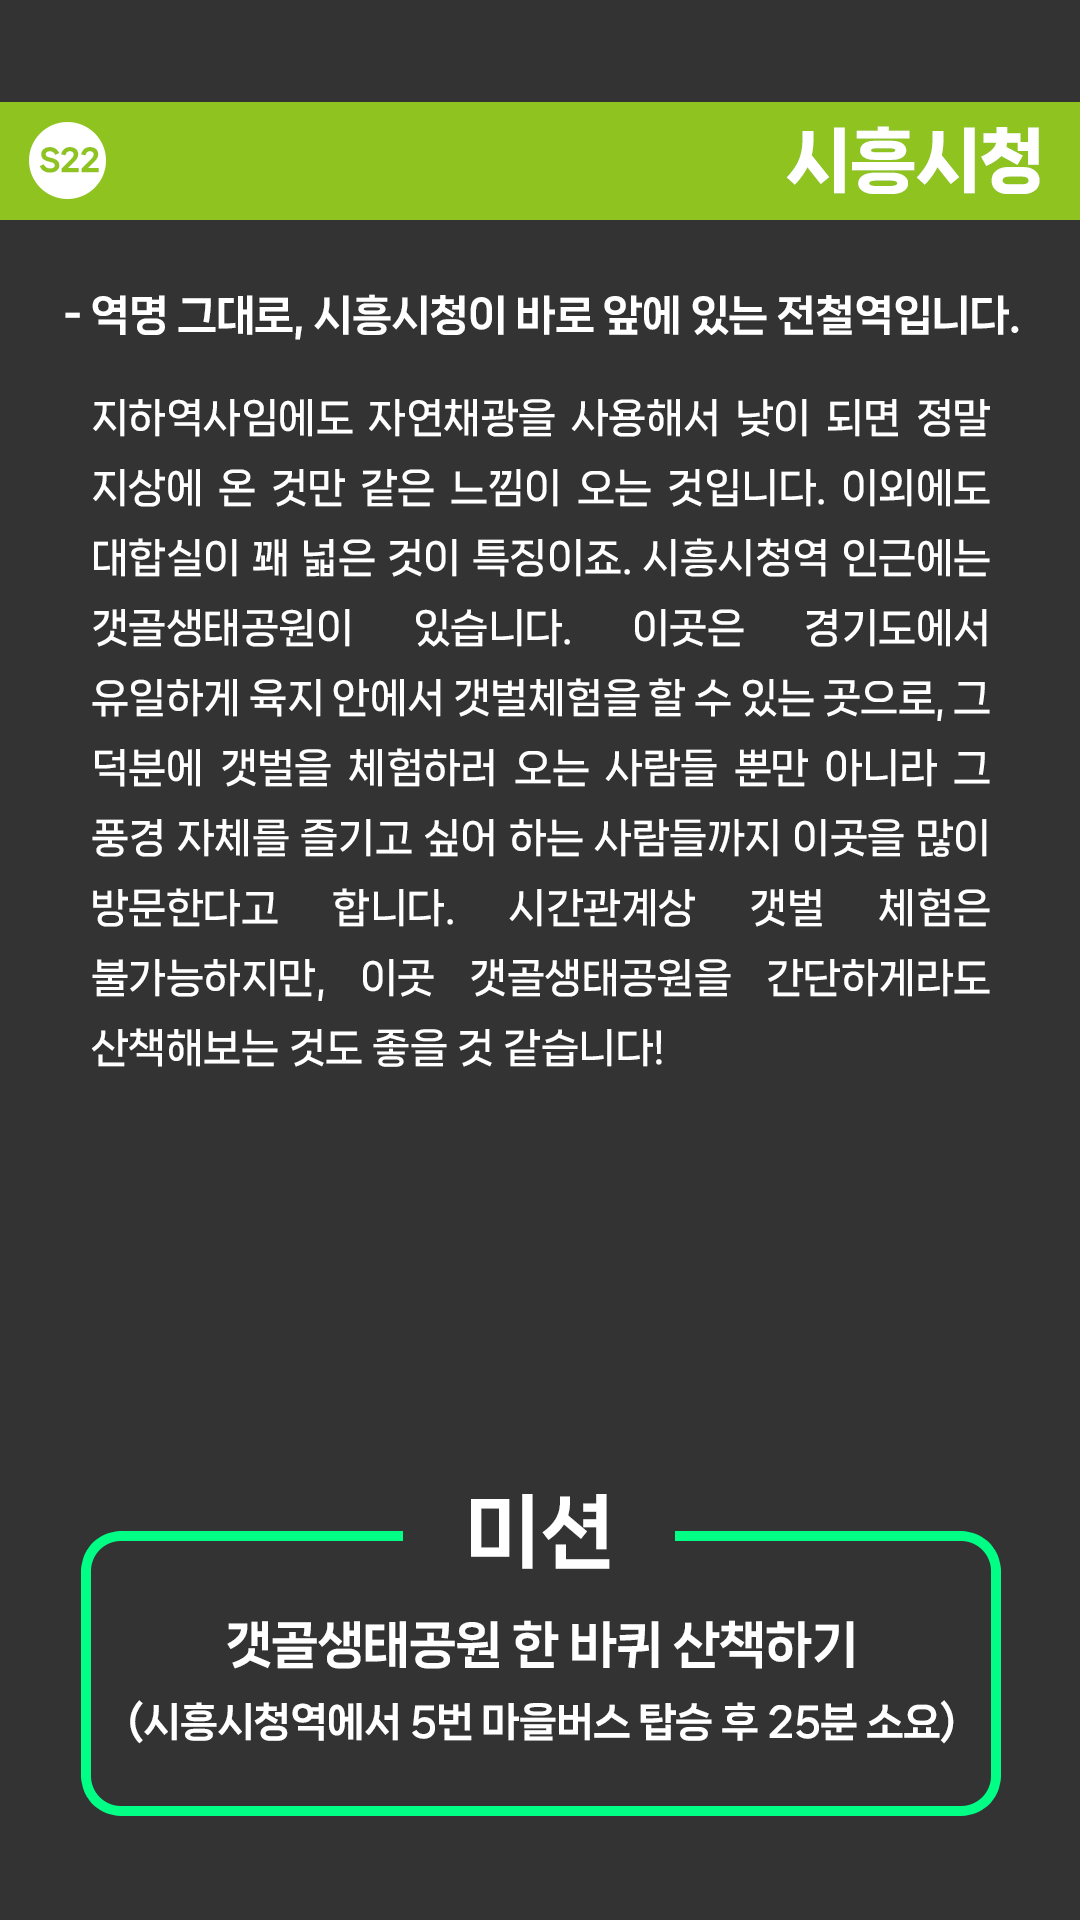 S22
시흥시청
- 역명 그대로, 시흥시청이 바로 앞에 있는 전철역입니다.
지하역사임에도 자연채광을 사용해서 낮이 되면 정말
지상에 온 것만 같은 느낌이 오는 것입니다. 이외에도
대합실이 꽤 넓은 것이 특징이죠. 시흥시청역 인근에는
갯골생태공원이 있습니다. 이곳은 경기도에서
유일하게 육지 안에서 갯벌체험을 할 수 있는 곳으로, 그
덕분에 갯벌을 체험하러 오는 사람들 뿐만 아니라 그
풍경 자체를 즐기고 싶어 하는 사람들까지 이곳을 많이
방문한다고 합니다. 시간관계상 갯벌 체험은
불가능하지만, 이곳 갯골생태공원을 간단하게라도
산책해보는 것도 좋을 것 같습니다!
미션
갯골생태공원 한 바퀴 산책하기
(시흥시청역에서 5번 마을버스 탑승 후 25분 소요)